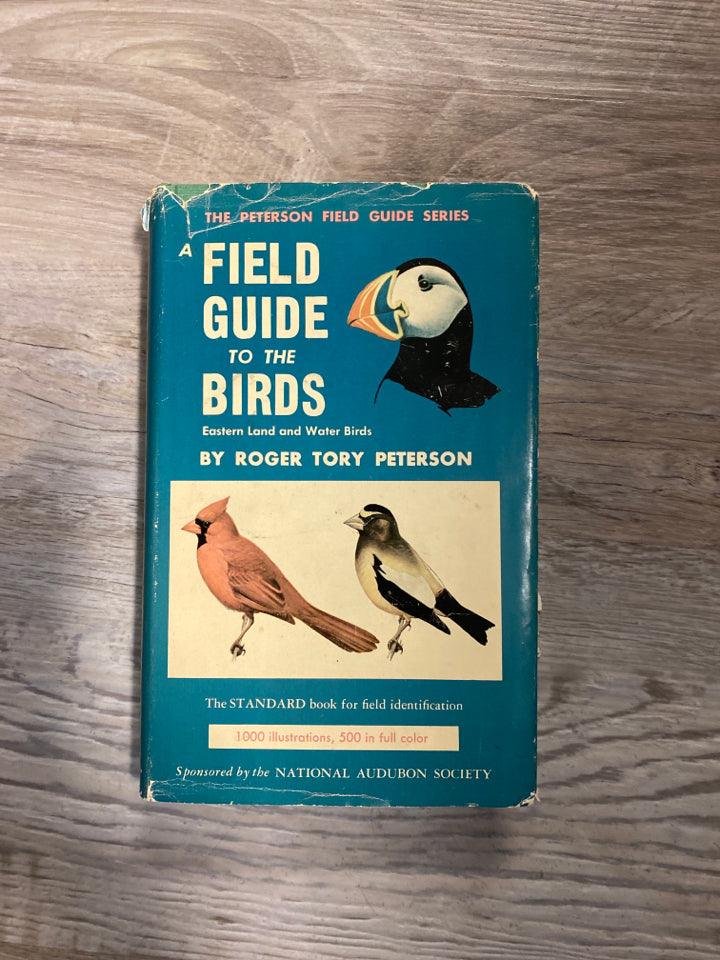 THE PETERSON FIELD GUIDE SERIES
A FIELD
GUIDE
TO THE
BIRDS
Eastern Land and Water Birds
BY ROGER TORY PETERSON
The STANDARD book for field identification
1000 illustrations, 500 in full color
Sponsored by the NATIONAL AUDUBON SOCIETY